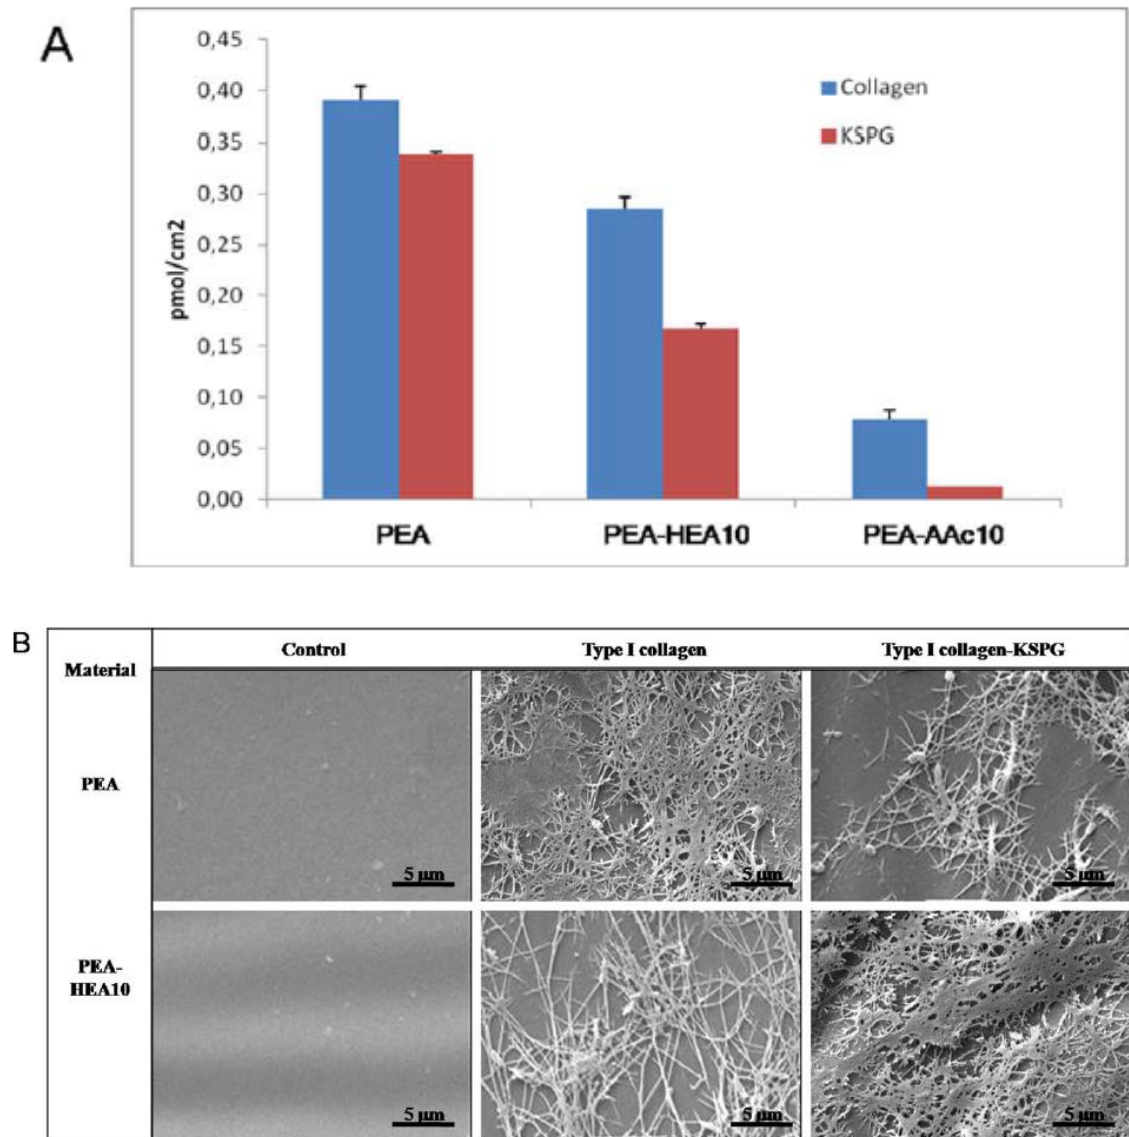 A
0,45
0,40
0,35
0,30
0,25
0,20
0,15
0,10
0,05
0,00
pmol/cm2
Collagen
KSPG
PEA
PEA-HEA10
PEA-AAc10
B
Material
Control
Type I collagen
Type I collagen-KSPG
PEA
5 µm
5 µm
5 µm
PEA-
HEA10
5 µm
5 µm
5 µm